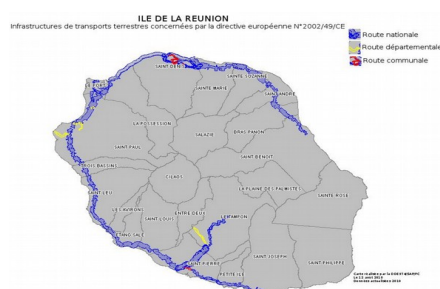 ILE DE LA REUNION
Infrastructures de transports terrestres concernées par la directive européenne N°2002/49/CE
Route nationale
Route départementale
Route communale
SAINT-DENIS
SAINTE-MARIE
SAINTE-SUZANNE
SAINT-ANDRE
LE PORT
LA POSSESSION
SALAZIE
BRAS-PANON
SAINT-PAUL
SAINT-BENOIT
TROIS-BASSINS
CILAOS
LA PLAINE DES PALMISTES
SAINTE-ROSE
SAINT-LEU
LES AVIRONS
ENTRE-DEUX
SAINT-LOUIS
LE TAMPON
ETANG-SALE
SAINT-PIERRE
SAINT-JOSEPH
SAINT-PHILIPPE
PETITE-ILE